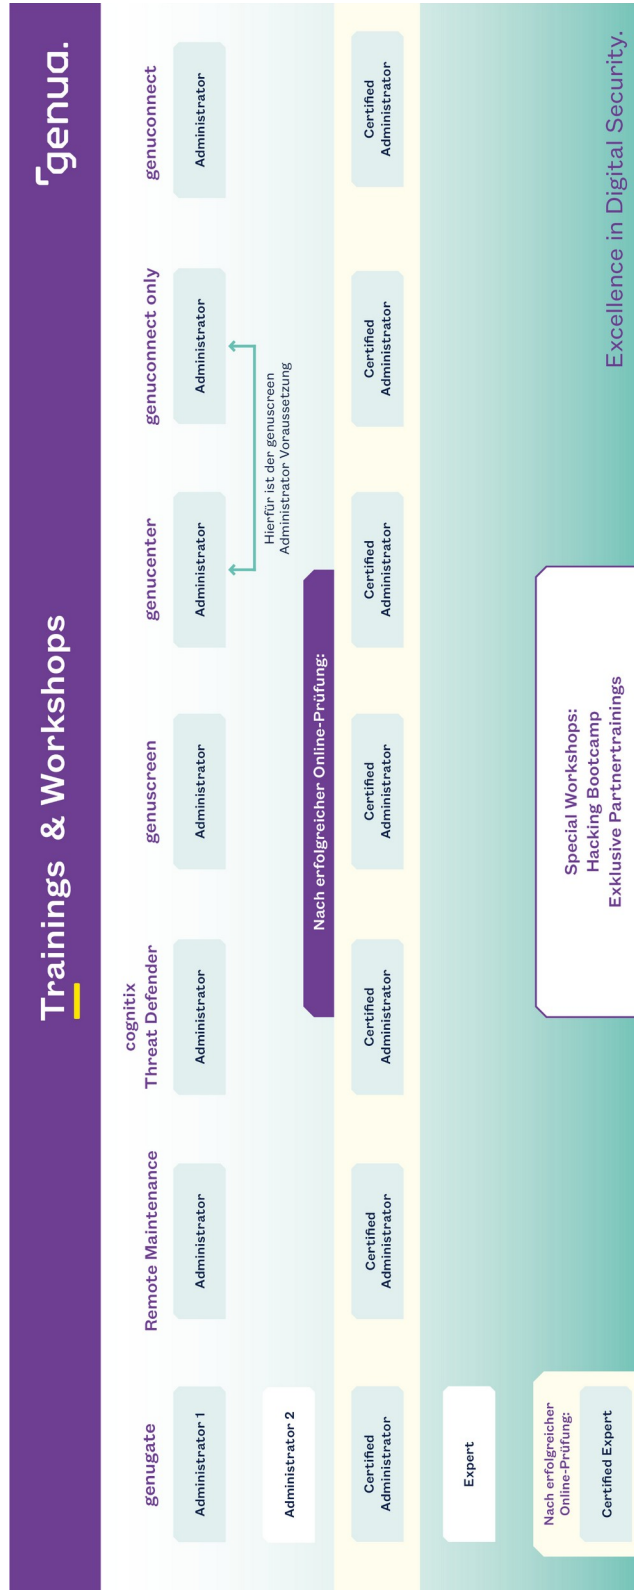 Trainings & Workshops
genua.
genugate
Remote Maintenance
cognitix
Threat Defender
genuscreen
genucenter
genuconnect only
genuconnect
Administrator 1
Administrator
Administrator
Administrator
Administrator
Administrator
Administrator
Administrator 2
Hierfür ist der genuscreen
Administrator Voraussetzung
Nach erfolgreicher Online-Prüfung:
Certified
Administrator
Certified
Administrator
Certified
Administrator
Certified
Administrator
Certified
Administrator
Certified
Administrator
Certified
Administrator
Expert
Nach erfolgreicher
Online-Prüfung:
Certified Expert
Special Workshops:
Hacking Bootcamp
Exklusive Partnertrainings
Excellence in Digital Security.